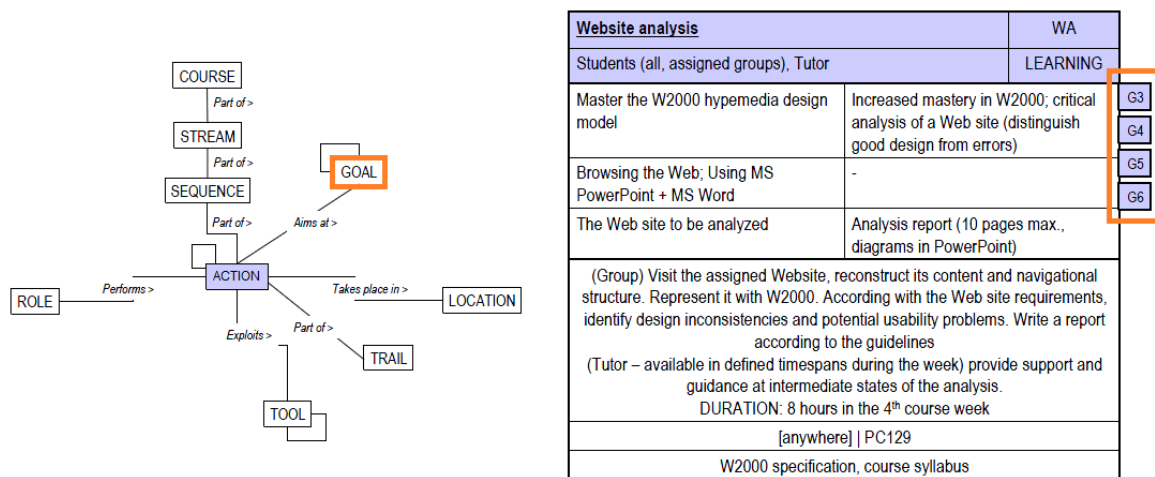 COURSE
Part of >
STREAM
Part of >
SEQUENCE
Part of >
GOAL
Aims at >
ACTION
ROLE
Performs >
Takes place in >
LOCATION
Exploits >
Part of >
TRAIL
TOOL
Website analysis
WA
Students (all, assigned groups), Tutor
LEARNING
Master the W2000 hypemedia design
model
Increased mastery in W2000; critical
analysis of a Web site (distinguish
good design from errors)
Browsing the Web; Using MS
PowerPoint + MS Word
-
The Web site to be analyzed
Analysis report (10 pages max.,
diagrams in PowerPoint)
(Group) Visit the assigned Website, reconstruct its content and navigational
structure. Represent it with W2000. According with the Web site requirements,
identify design inconsistencies and potential usability problems. Write a report
according to the guidelines
(Tutor – available in defined timespans during the week) provide support and
guidance at intermediate states of the analysis.
DURATION: 8 hours in the 4th course week
[anywhere] | PC129
W2000 specification, course syllabus
G3
G4
G5
G6